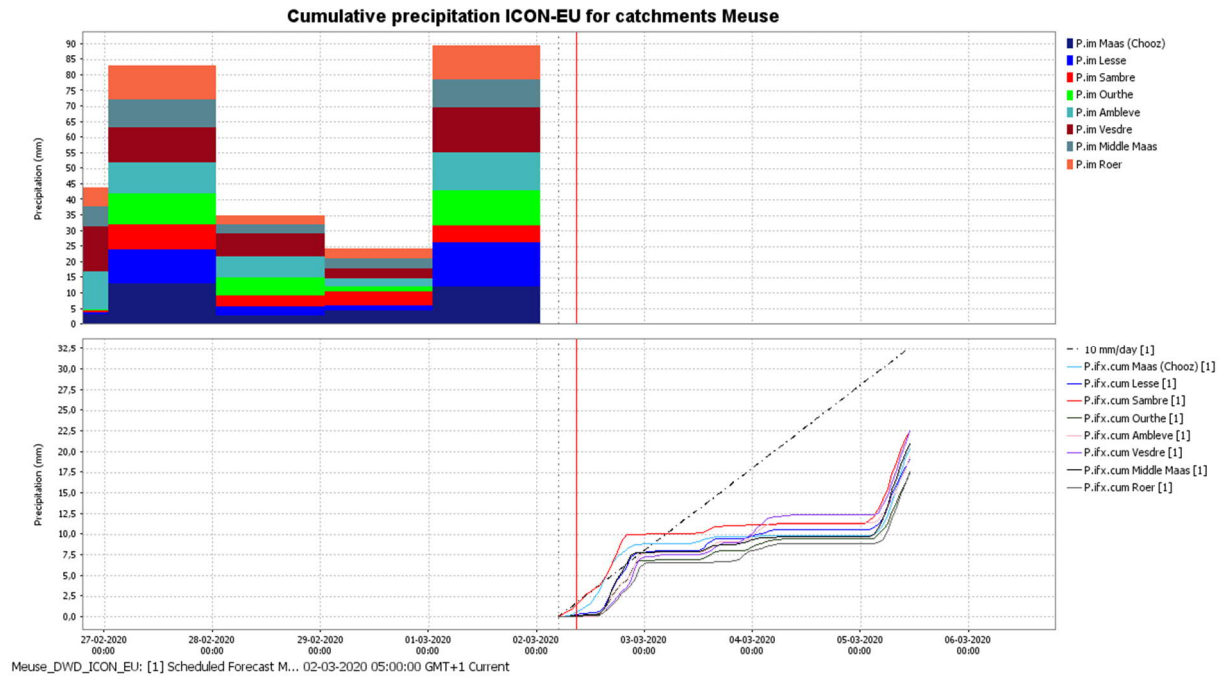 Cumulative precipitation ICON-EU for catchments Meuse
Precipitation (mm)
90
85
80
75
70
65
60
55
50
45
40
35
30
25
20
15
10
5
0
P.im Maas (Chooz)
P.im Lesse
P.im Sambre
P.im Ourthe
P.im Ambleve
P.im Vesdre
P.im Middle Maas
P.im Roer
Precipitation (mm)
32,5
30,0
27,5
25,0
22,5
20,0
17,5
15,0
12,5
10,0
7,5
5,0
2,5
0,0
10 mm/day [1]
P.ifx.cum Maas (Chooz) [1]
P.ifx.cum Lesse [1]
P.ifx.cum Sambre [1]
P.ifx.cum Ourthe [1]
P.ifx.cum Ambleve [1]
P.ifx.cum Vesdre [1]
P.ifx.cum Middle Maas [1]
P.ifx.cum Roer [1]
27-02-2020 28-02-2020 29-02-2020 01-03-2020 02-03-2020 03-03-2020 04-03-2020 05-03-2020 06-03-2020
00:00 00:00 00:00 00:00 00:00 00:00 00:00 00:00 00:00
Meuse_DWD_ICON_EU: [1] Scheduled Forecast M... 02-03-2020 05:00:00 GMT+1 Current